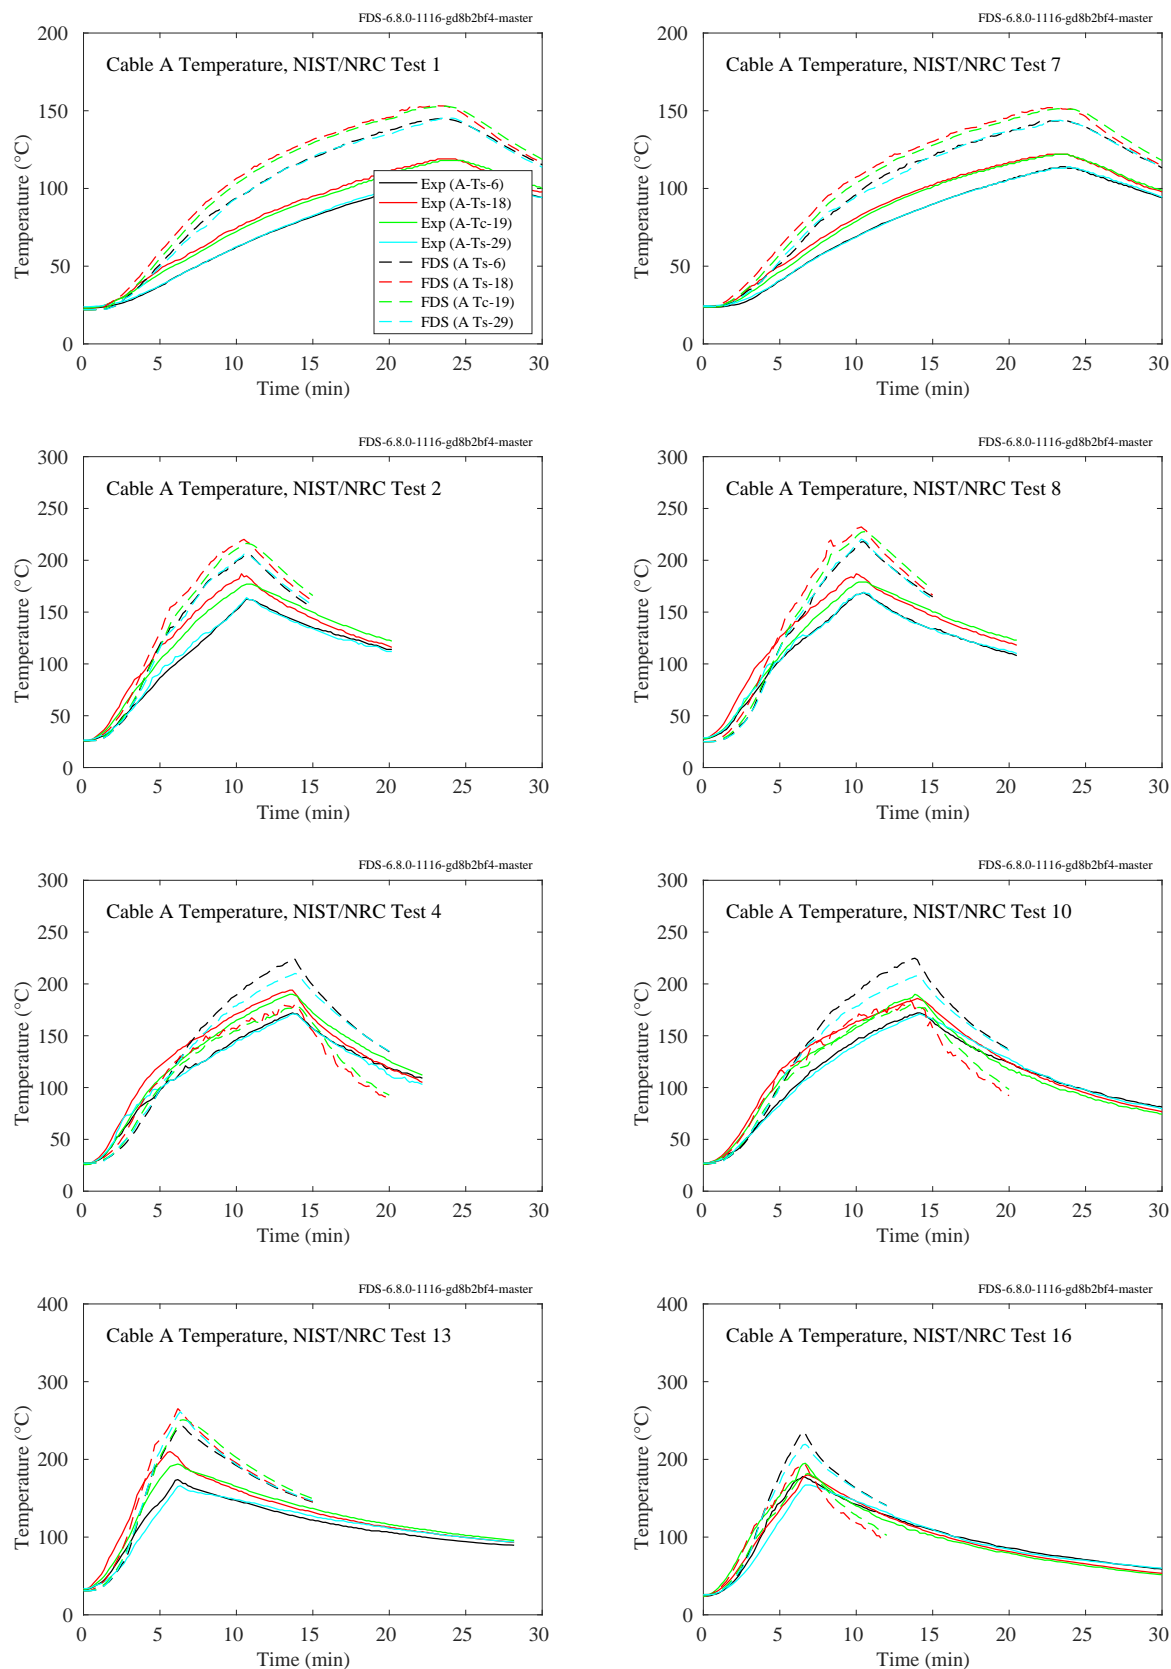 FDS-6.8.0-1116-gd8b2bf4-master
Cable A Temperature, NIST/NRC Test 1
Temperature (°C)
200
150
100
50
0
Exp (A-Ts-6)
Exp (A-Ts-18)
Exp (A-Tc-19)
Exp (A-Ts-29)
FDS (A Ts-6)
FDS (A Ts-18)
FDS (A Tc-19)
FDS (A Ts-29)
0 5 10 15 20 25 30
Time (min)
FDS-6.8.0-1116-gd8b2bf4-master
Cable A Temperature, NIST/NRC Test 7
Temperature (°C)
200
150
100
50
0
0 5 10 15 20 25 30
Time (min)
FDS-6.8.0-1116-gd8b2bf4-master
Cable A Temperature, NIST/NRC Test 2
Temperature (°C)
300
250
200
150
100
50
0
0 5 10 15 20 25 30
Time (min)
FDS-6.8.0-1116-gd8b2bf4-master
Cable A Temperature, NIST/NRC Test 8
Temperature (°C)
300
250
200
150
100
50
0
0 5 10 15 20 25 30
Time (min)
FDS-6.8.0-1116-gd8b2bf4-master
Cable A Temperature, NIST/NRC Test 4
Temperature (°C)
300
250
200
150
100
50
0
0 5 10 15 20 25 30
Time (min)
FDS-6.8.0-1116-gd8b2bf4-master
Cable A Temperature, NIST/NRC Test 10
Temperature (°C)
300
250
200
150
100
50
0
0 5 10 15 20 25 30
Time (min)
FDS-6.8.0-1116-gd8b2bf4-master
Cable A Temperature, NIST/NRC Test 13
Temperature (°C)
400
300
200
100
0
0 5 10 15 20 25 30
Time (min)
FDS-6.8.0-1116-gd8b2bf4-master
Cable A Temperature, NIST/NRC Test 16
Temperature (°C)
400
300
200
100
0
0 5 10 15 20 25 30
Time (min)